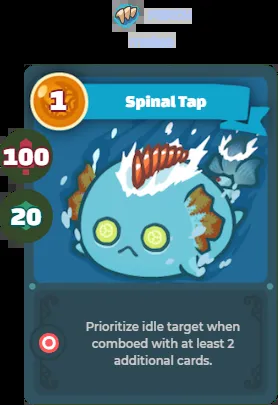 1
Spinal Tap
100
20
Prioritize idle target when
comboed with at least 2
additional cards.